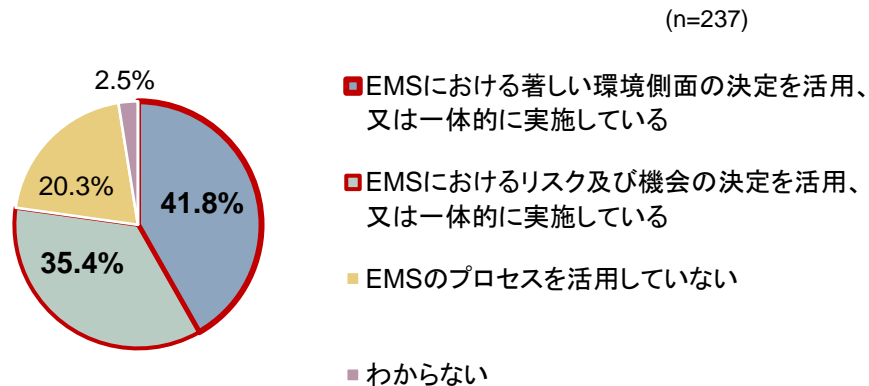 (n=237)
2.5%
20.3%
41.8%
35.4%
EMSにおける著しい環境側面の決定を活用、
又は一体的に実施している
EMSにおけるリスク及び機会の決定を活用、
又は一体的に実施している
EMSのプロセスを活用していない
わからない